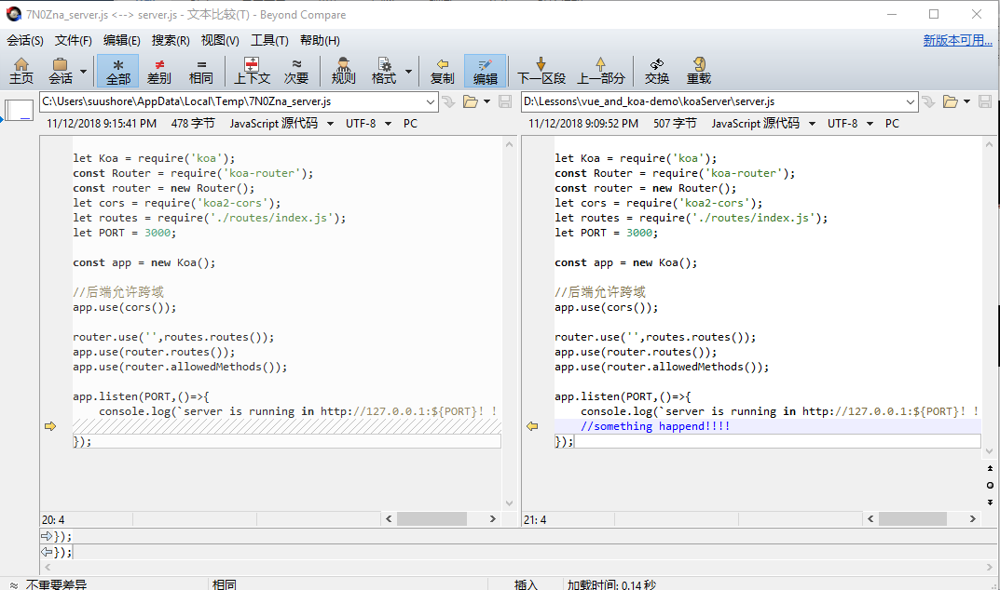 7N0Zna_server.js <--> server.js - 文本比较(T) - Beyond Compare
会话(S) 文件(F) 编辑(E) 搜索(R) 视图(V) 工具(T) 帮助(H) 新版本可用...
主页 会话 全部 差别 相同 上下文 次要 规则 格式 复制 编辑 下一区段 上一部分 交换 重载
C:\Users\suushore\AppData\Local\Temp\7N0Zna_server.js
11/12/2018 9:15:41 PM 478 字节 JavaScript 源代码 UTF-8 PC
let Koa = require('koa');
const Router = require('koa-router');
const router = new Router();
let cors = require('koa2-cors');
let routes = require('./routes/index.js');
let PORT = 3000;
const app = new Koa();
//后端允许跨域
app.use(cors());
router.use('',routes.routes());
app.use(router.routes());
app.use(router.allowedMethods());
app.listen(PORT,()=>{
console.log(`server is running in http://127.0.0.1:${PORT}！！
});
20: 4
D:\Lessons\vue_and_koa-demo\koaServer\server.js
11/12/2018 9:09:52 PM 507 字节 JavaScript 源代码 UTF-8 PC
let Koa = require('koa');
const Router = require('koa-router');
const router = new Router();
let cors = require('koa2-cors');
let routes = require('./routes/index.js');
let PORT = 3000;
const app = new Koa();
//后端允许跨域
app.use(cors());
router.use('',routes.routes());
app.use(router.routes());
app.use(router.allowedMethods());
app.listen(PORT,()=>{
console.log(`server is running in http://127.0.0.1:${PORT}！！
//something happend!!!!
});
21: 4
});
});
不重要差异 相同 插入 加载时间: 0.14 秒